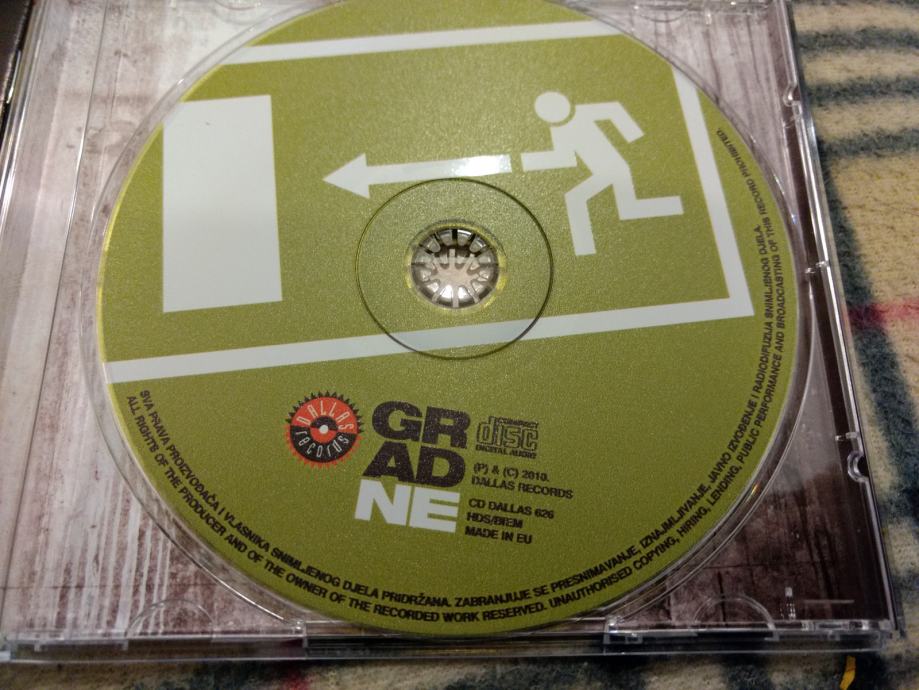 DALLAS
records
GR
AD
NE
COMPACT
disc
DIGITAL AUDIO
(P) & (C) 2010.
DALLAS RECORDS
CD DALLAS 626
HDS/BIEM
MADE IN EU
SVA PRAVA PROIZVOĐAČA I VLASNIKA SNIMLJENOG DJELA PRIDRŽANA. ZABRANJUJE SE PRESNIMAVANJE, IZNAJMLJIVANJE, JAVNO IZVOĐENJE I RADIODIFUZIJA SNIMLJENOG DJELA.
ALL RIGHTS OF THE PRODUCER AND OF THE OWNER OF THE RECORDED WORK RESERVED. UNAUTHORISED COPYING, HIRING, LENDING, PUBLIC PERFORMANCE AND BROADCASTING OF THIS RECORD PROHIBITED.